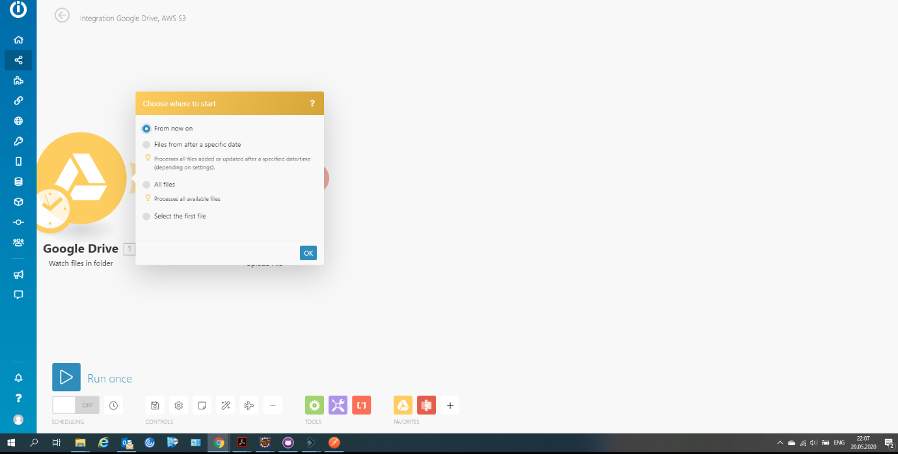 Integration Google Drive, AWS S3
Choose where to start
?
From now on
Files from after a specific date
Processes all files added or updated after a specified date/time
(depending on settings).
All files
Processes all available files
Select the first file
OK
Google Drive 1
Watch files in folder
Run once
OFF
SCHEDULING
CONTROLS
TOOLS
FAVORITES
ENG
22:07
20.05.2020